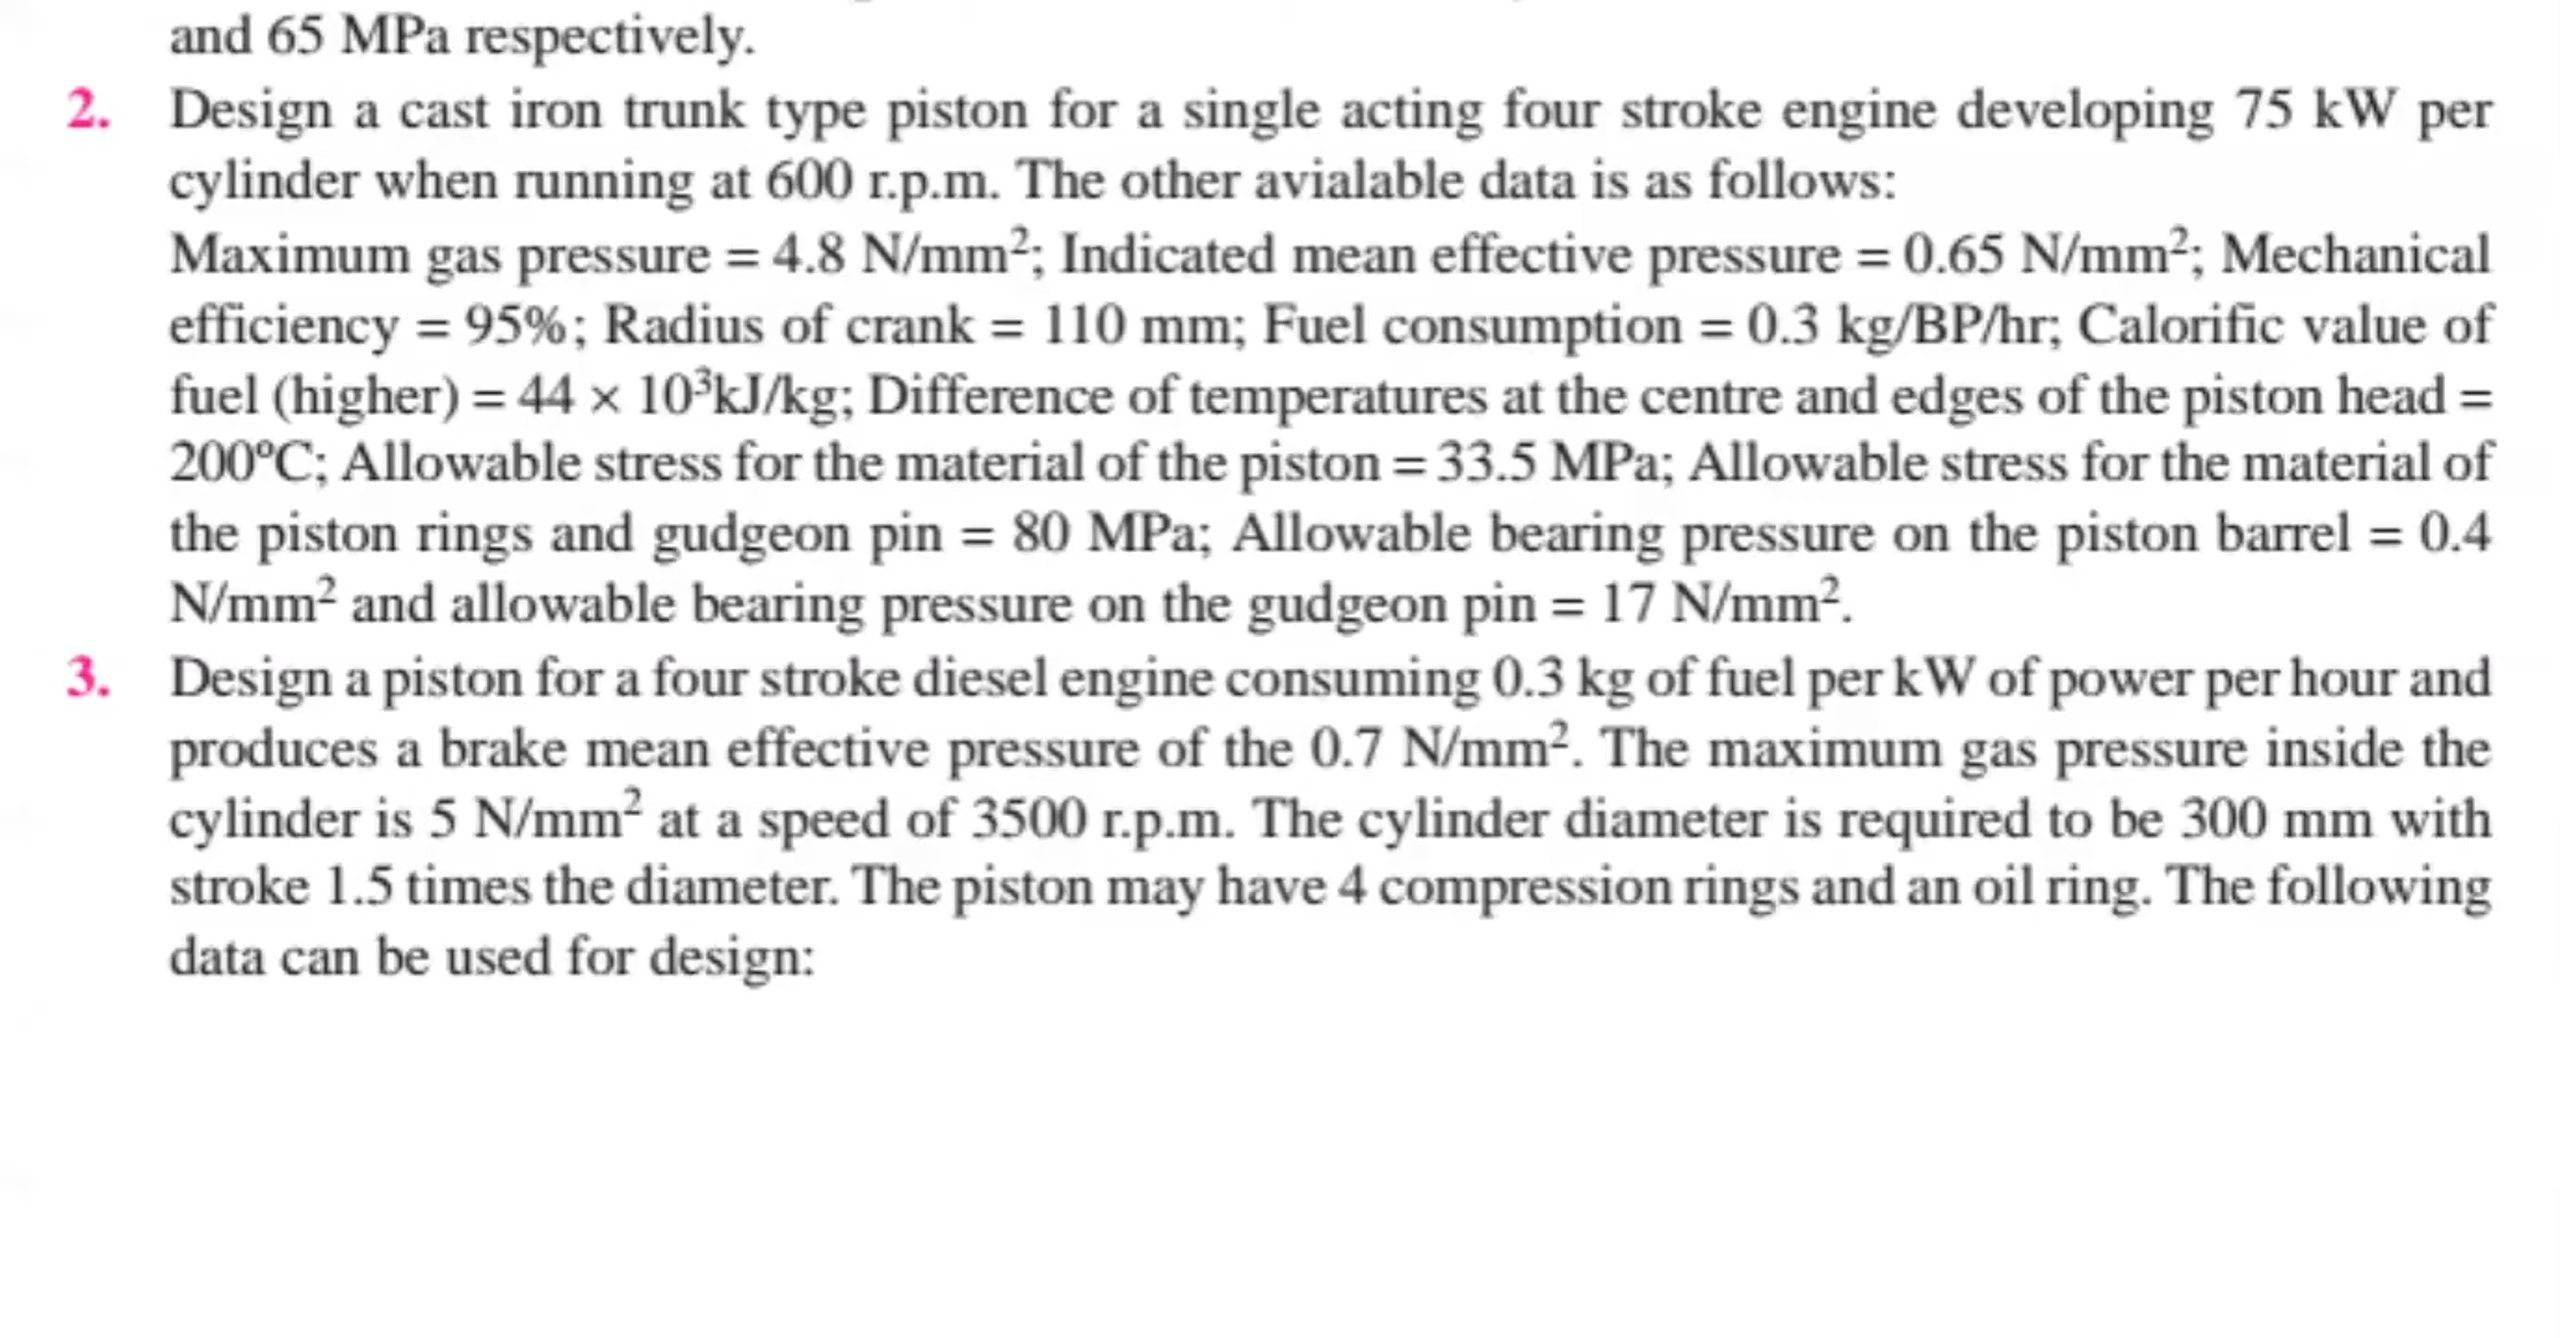 and 65 MPa respectively.
2. Design a cast iron trunk type piston for a single acting four stroke engine developing 75 kW per
cylinder when running at 600 r.p.m. The other avialable data is as follows:
Maximum gas pressure = 4.8 N/mm²; Indicated mean effective pressure = 0.65 N/mm²; Mechanical
efficiency = 95%; Radius of crank = 110 mm; Fuel consumption = 0.3 kg/BP/hr; Calorific value of
fuel (higher) = 44 × 10³kJ/kg; Difference of temperatures at the centre and edges of the piston head =
200ºC; Allowable stress for the material of the piston = 33.5 MPa; Allowable stress for the material of
the piston rings and gudgeon pin = 80 MPa; Allowable bearing pressure on the piston barrel = 0.4
N/mm² and allowable bearing pressure on the gudgeon pin = 17 N/mm².
3. Design a piston for a four stroke diesel engine consuming 0.3 kg of fuel per kW of power per hour and
produces a brake mean effective pressure of the 0.7 N/mm². The maximum gas pressure inside the
cylinder is 5 N/mm² at a speed of 3500 r.p.m. The cylinder diameter is required to be 300 mm with
stroke 1.5 times the diameter. The piston may have 4 compression rings and an oil ring. The following
data can be used for design: